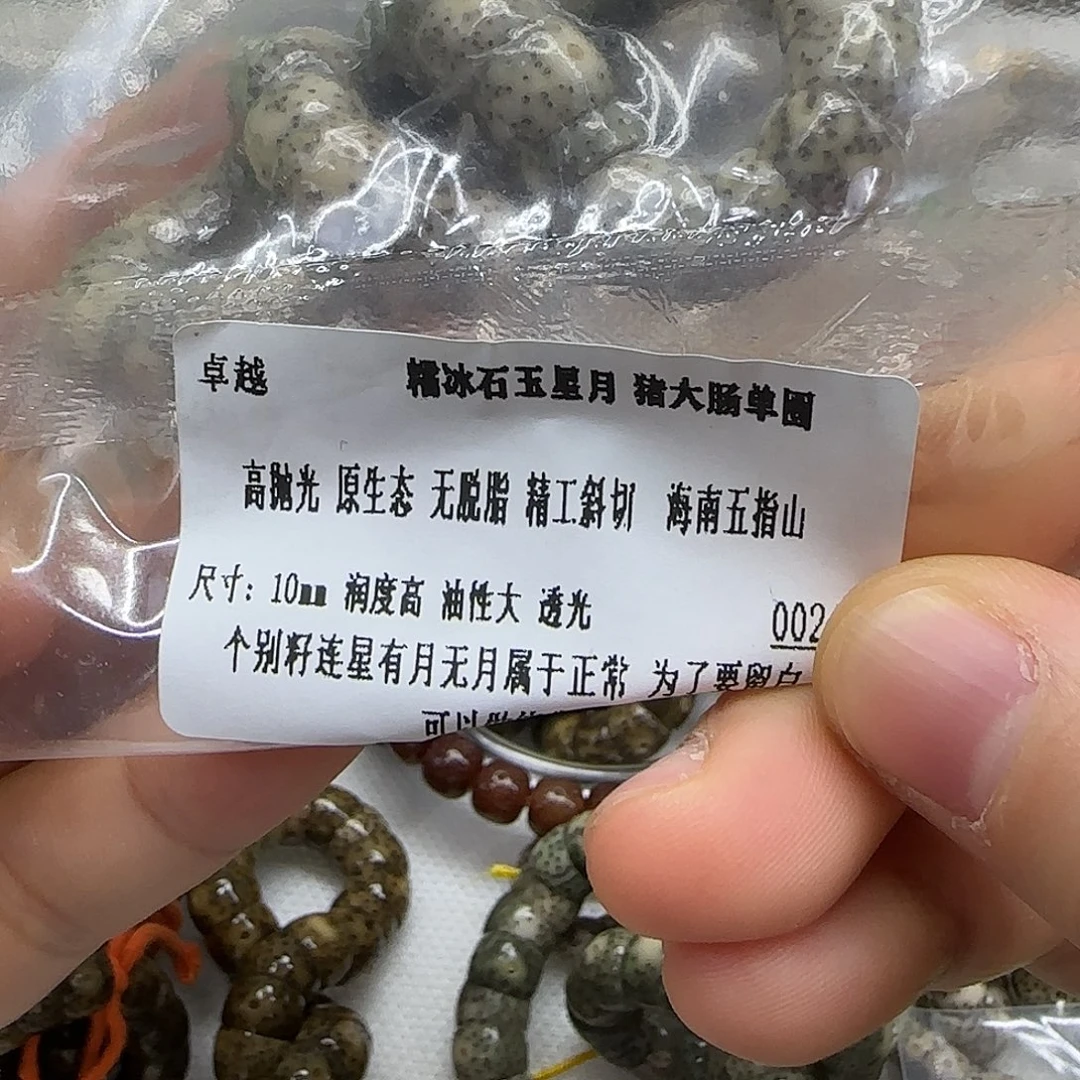 卓越 糯冰石玉星月 猪大肠单圈
高抛光 原生态 无脱脂 精工斜切 海南五指山
尺寸: 10mm 润度高 油性大 透光 002
个别籽连星有月无月属于正常 为了要留白
可以